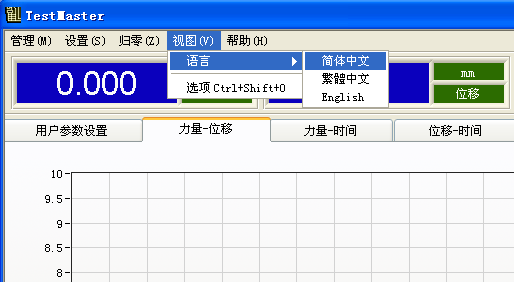 TestMaster
管理(M) 设置(S) 归零(Z) 视图(V) 帮助(H)
语言
选项 Ctrl+Shift+O
简体中文
繁體中文
English
0.000
mm
位移
用户参数设置 力量-位移 力量-时间 位移-时间
10
9.5
9
8.5
8